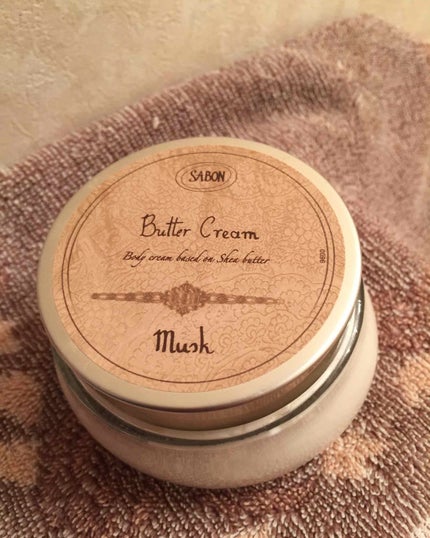 SABON
Butter Cream
Body cream based on Shea butter
Musk